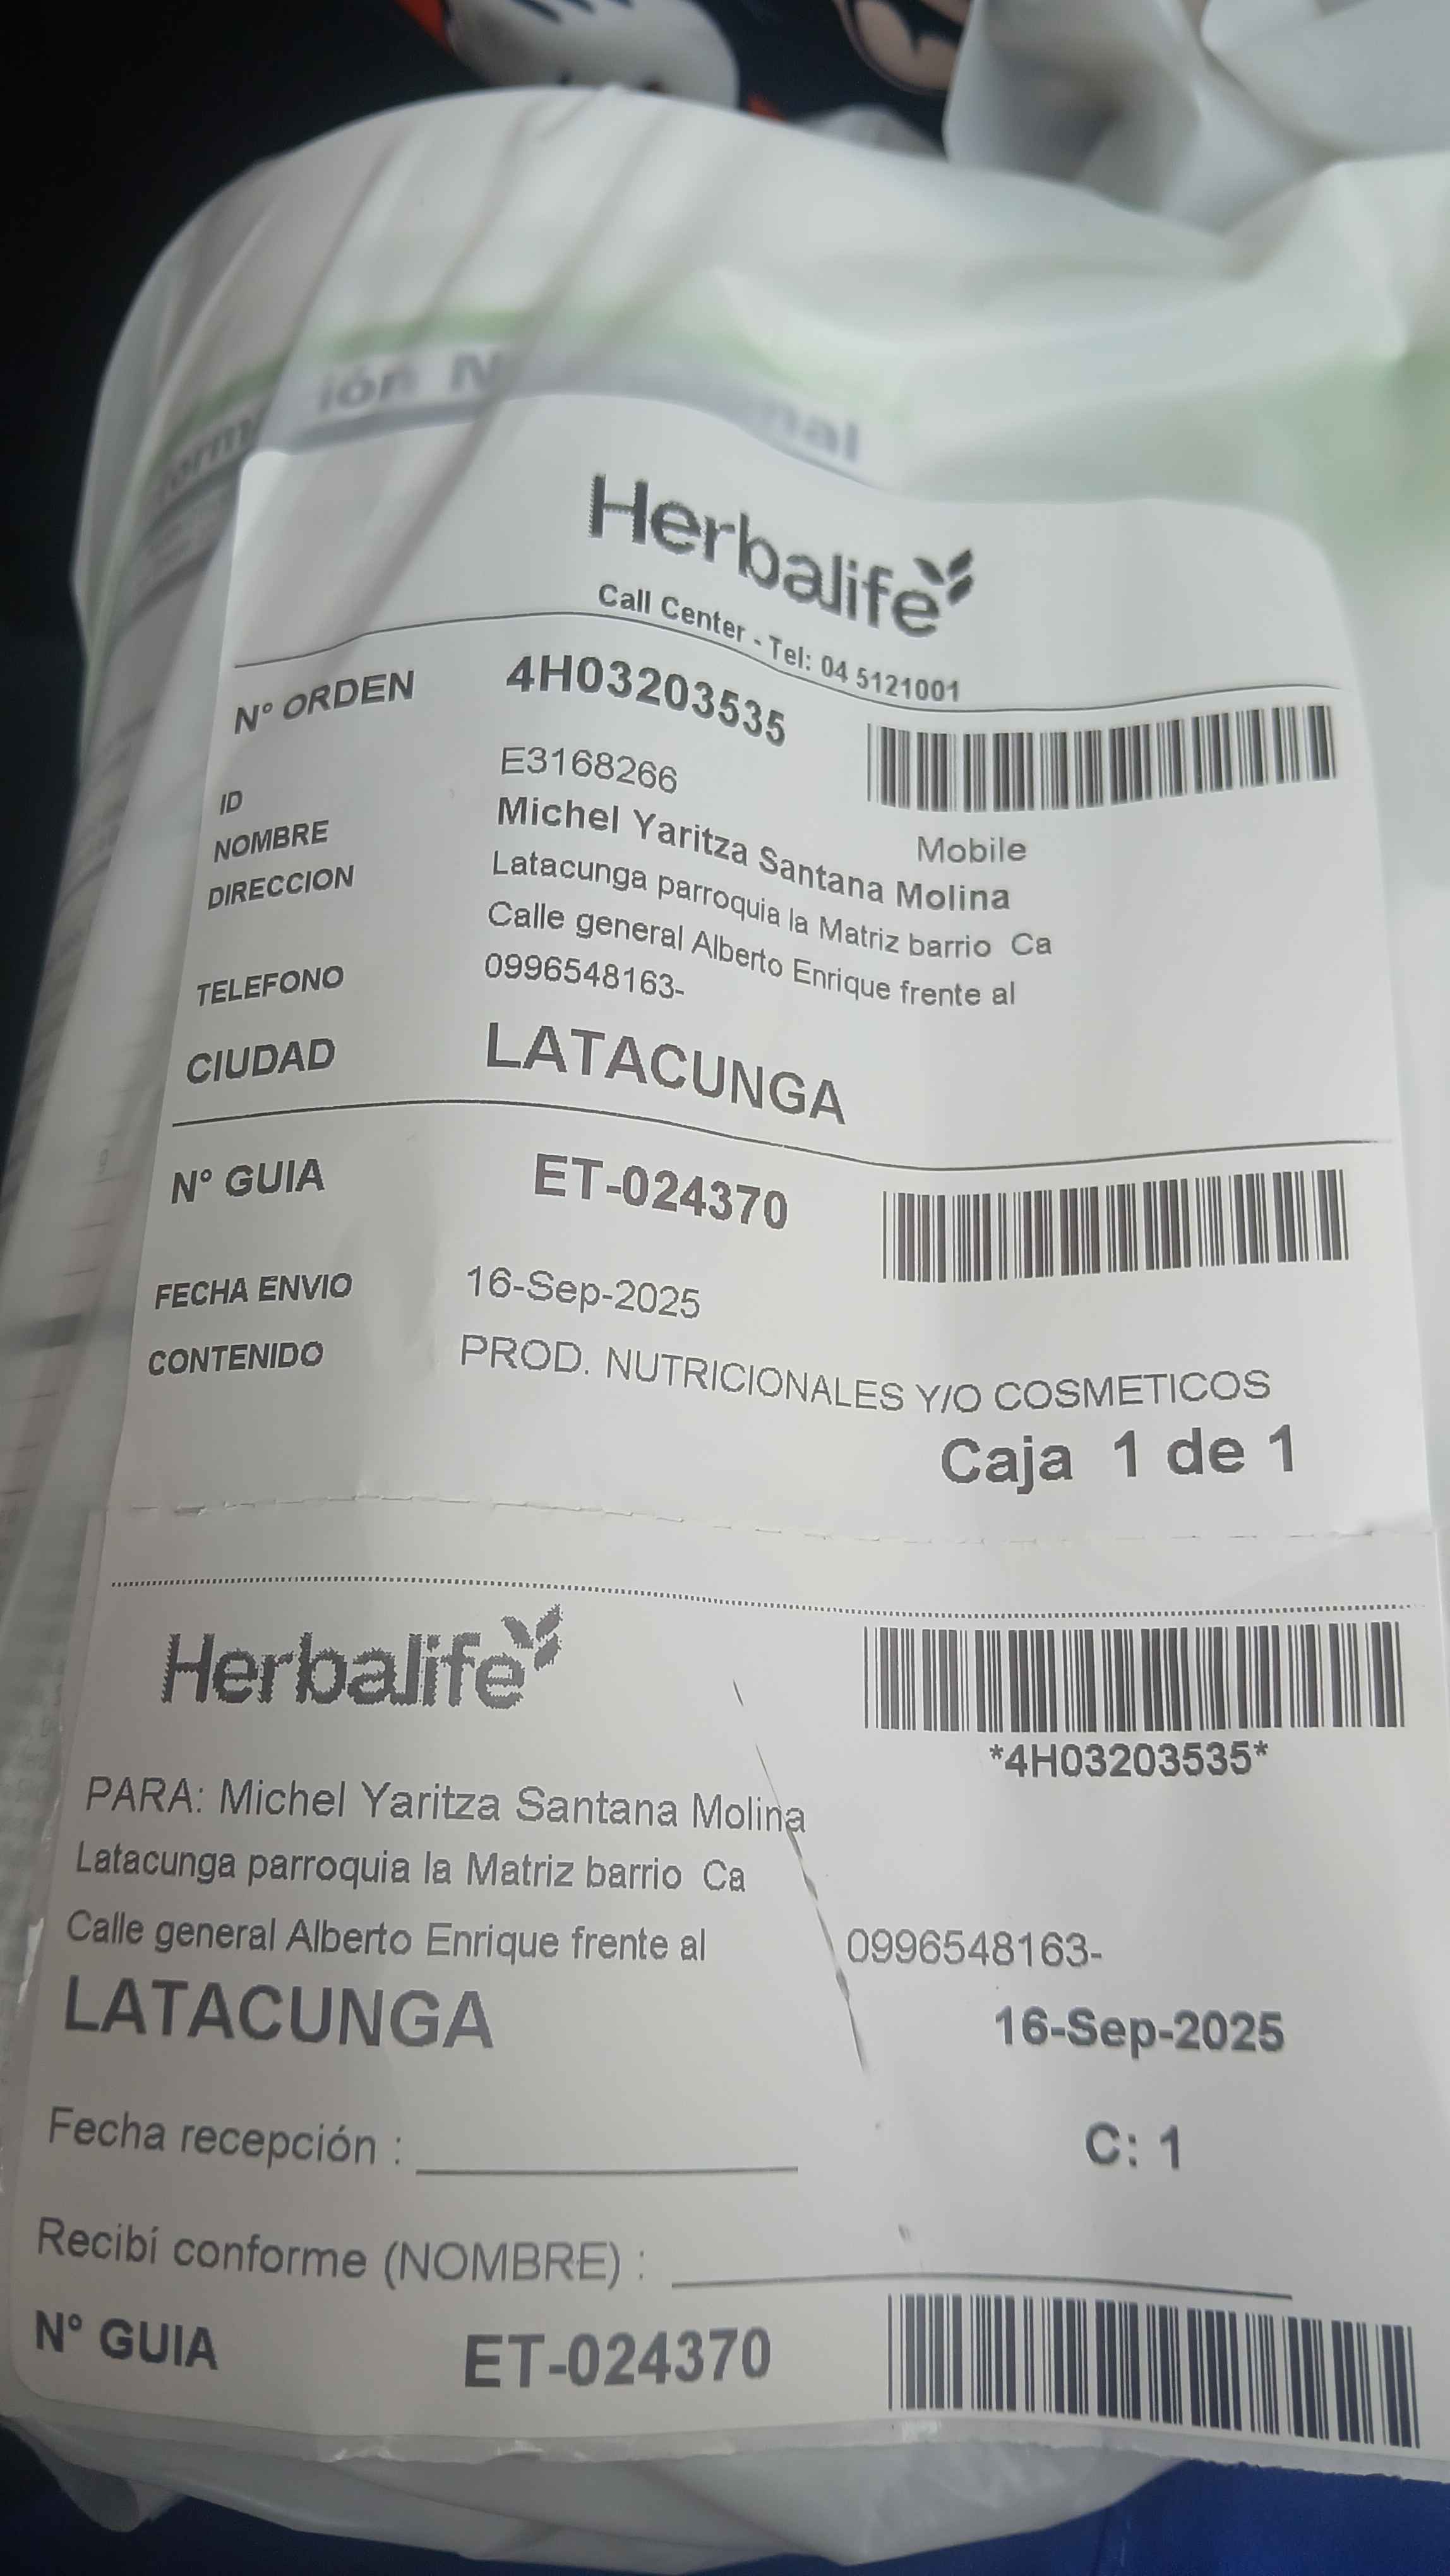 ión N nal
Herbalife
Call Center - Tel: 04 5121001
N° ORDEN 4H03203535
ID E3168266
Mobile
NOMBRE Michel Yaritza Santana Molina
DIRECCION Latacunga parroquia la Matriz barrio Ca
Calle general Alberto Enrique frente al
TELEFONO 0996548163-
CIUDAD LATACUNGA
N° GUIA ET-024370
FECHA ENVIO 16-Sep-2025
CONTENIDO PROD. NUTRICIONALES Y/O COSMETICOS
Caja 1 de 1
Herbalife
*4H03203535*
PARA: Michel Yaritza Santana Molina
Latacunga parroquia la Matriz barrio Ca
Calle general Alberto Enrique frente al 0996548163-
LATACUNGA 16-Sep-2025
Fecha recepción : C: 1
Recibí conforme (NOMBRE) :
N° GUIA ET-024370